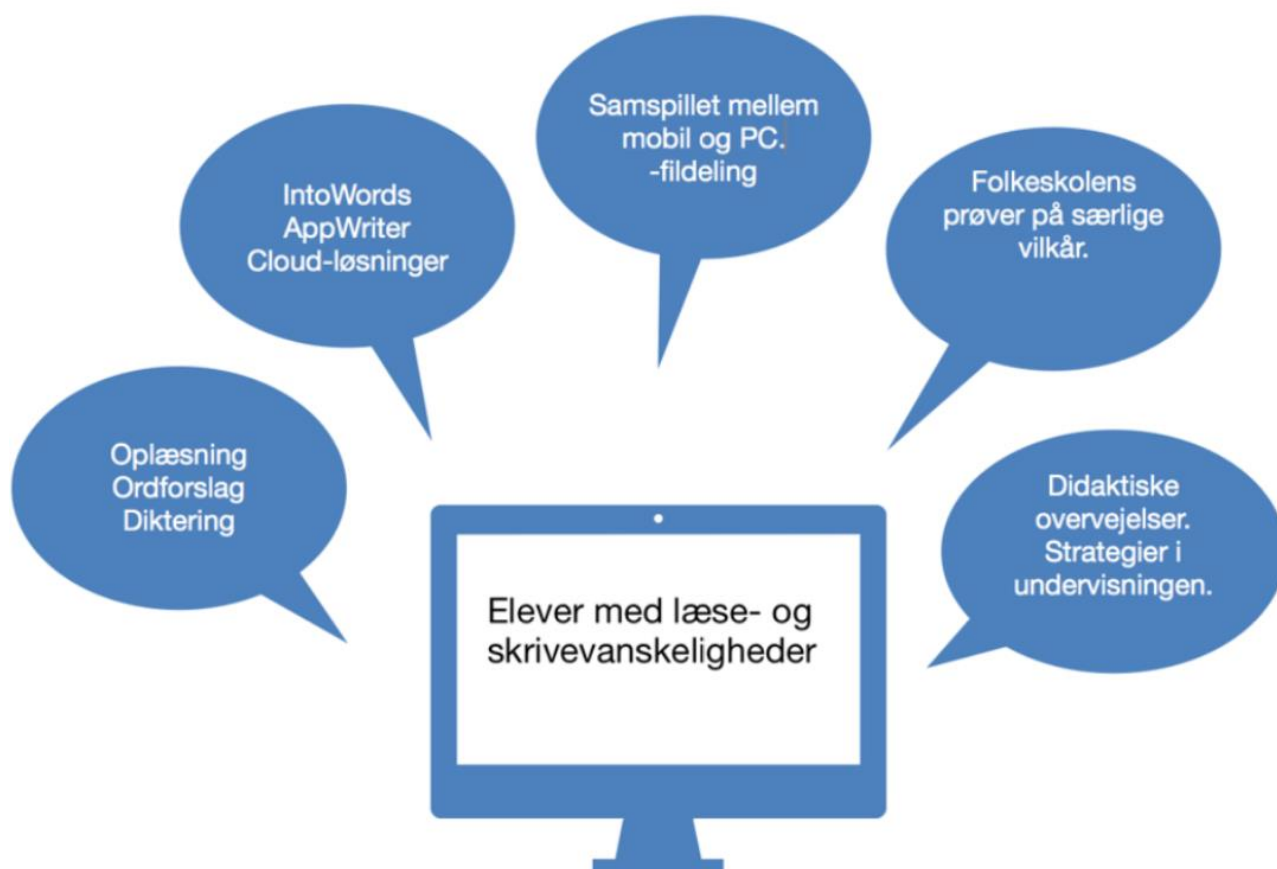 Samspillet mellem
mobil og PC.
-fildeling
IntoWords
AppWriter
Cloud-løsninger
Folkeskolens
prøver på særlige
vilkår.
Oplæsning
Ordforslag
Diktering
Didaktiske
overvejelser.
Strategier i
undervisningen.
Elever med læse- og
skrivevanskeligheder